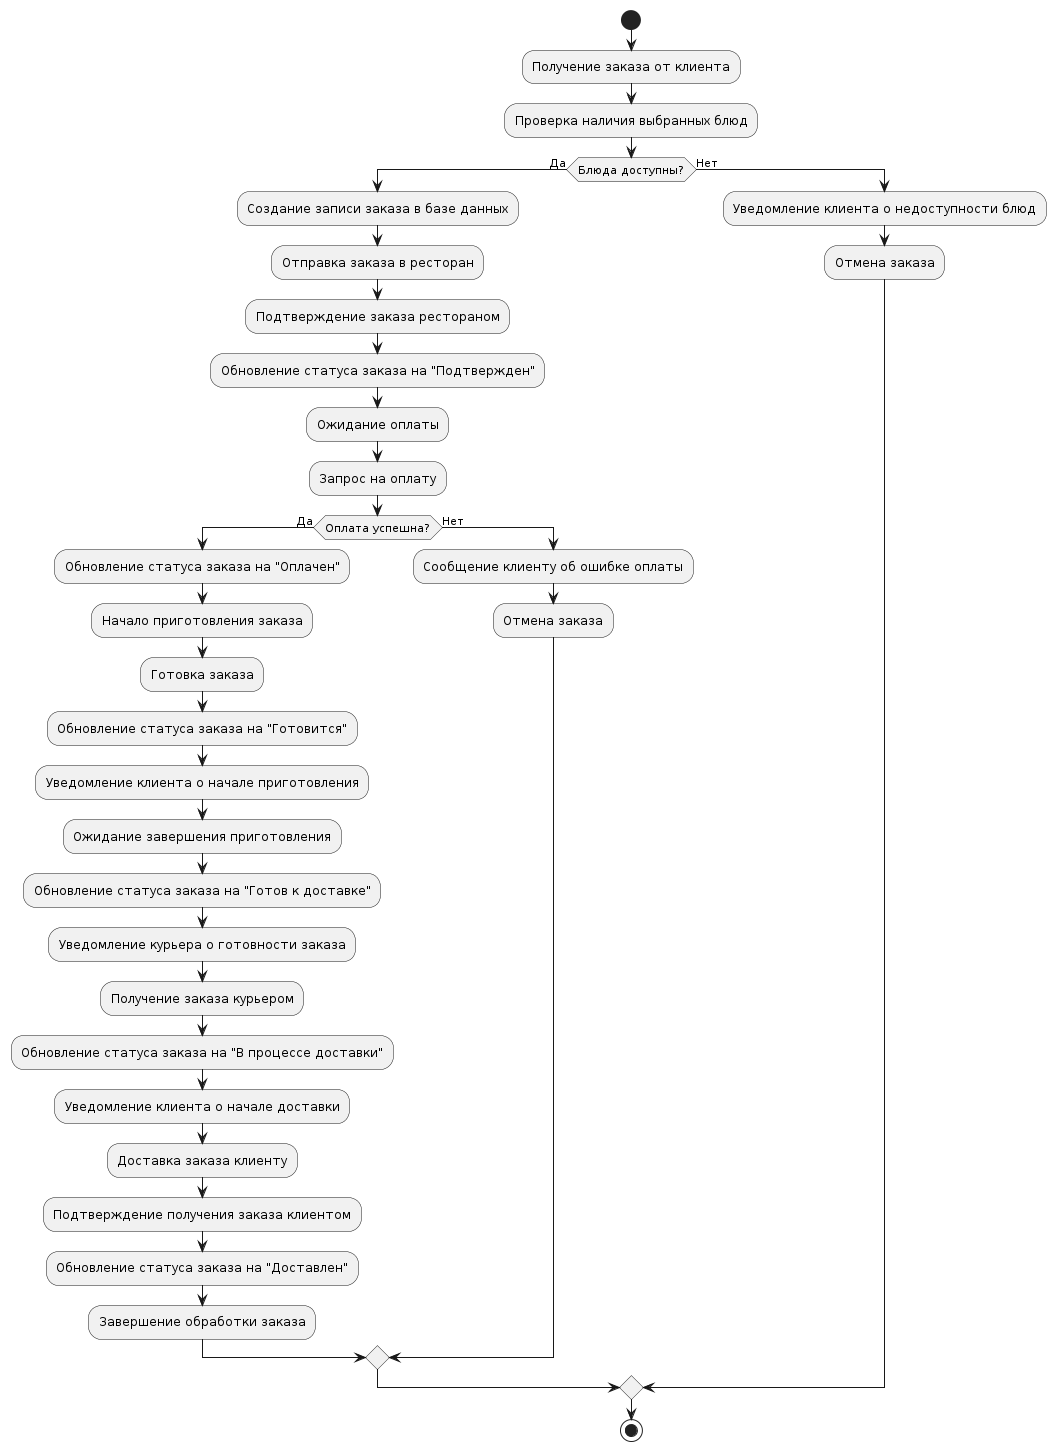 Получение заказа от клиента
Проверка наличия выбранных блюд
Да
Блюда доступны?
Нет
Создание записи заказа в базе данных
Уведомление клиента о недоступности блюд
Отправка заказа в ресторан
Отмена заказа
Подтверждение заказа рестораном
Обновление статуса заказа на "Подтвержден"
Ожидание оплаты
Запрос на оплату
Да
Оплата успешна?
Нет
Обновление статуса заказа на "Оплачен"
Сообщение клиенту об ошибке оплаты
Начало приготовления заказа
Отмена заказа
Готовка заказа
Обновление статуса заказа на "Готовится"
Уведомление клиента о начале приготовления
Ожидание завершения приготовления
Обновление статуса заказа на "Готов к доставке"
Уведомление курьера о готовности заказа
Получение заказа курьером
Обновление статуса заказа на "В процессе доставки"
Уведомление клиента о начале доставки
Доставка заказа клиенту
Подтверждение получения заказа клиентом
Обновление статуса заказа на "Доставлен"
Завершение обработки заказа